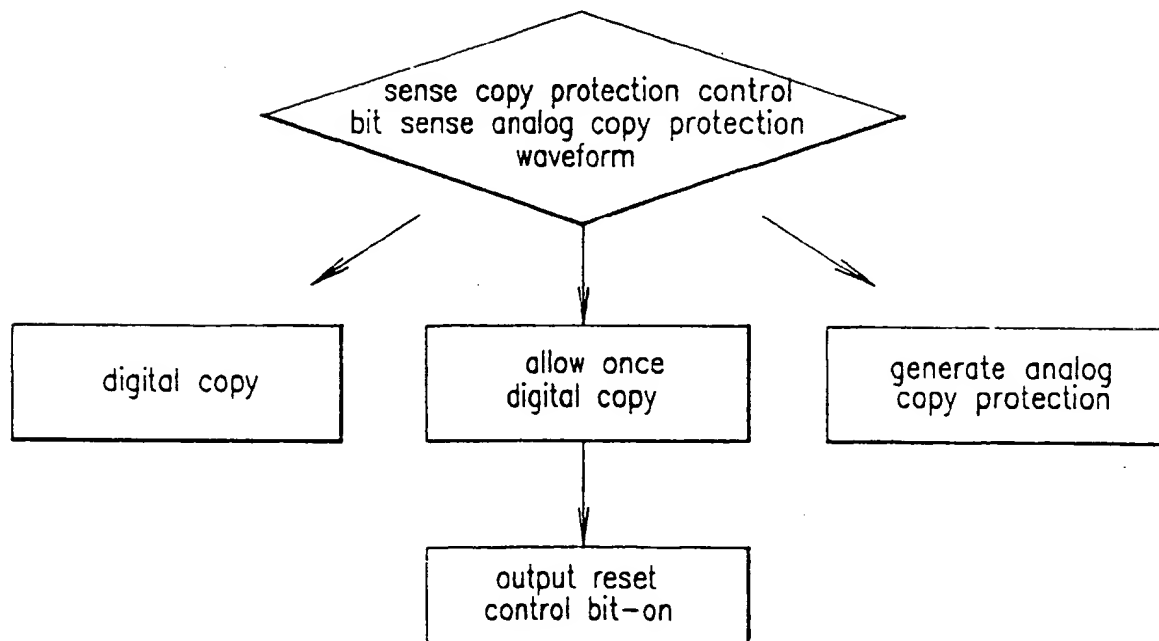 sense copy protection control
bit sense analog copy protection
waveform
digital copy
allow once
digital copy
generate analog
copy protection
output reset
control bit-on